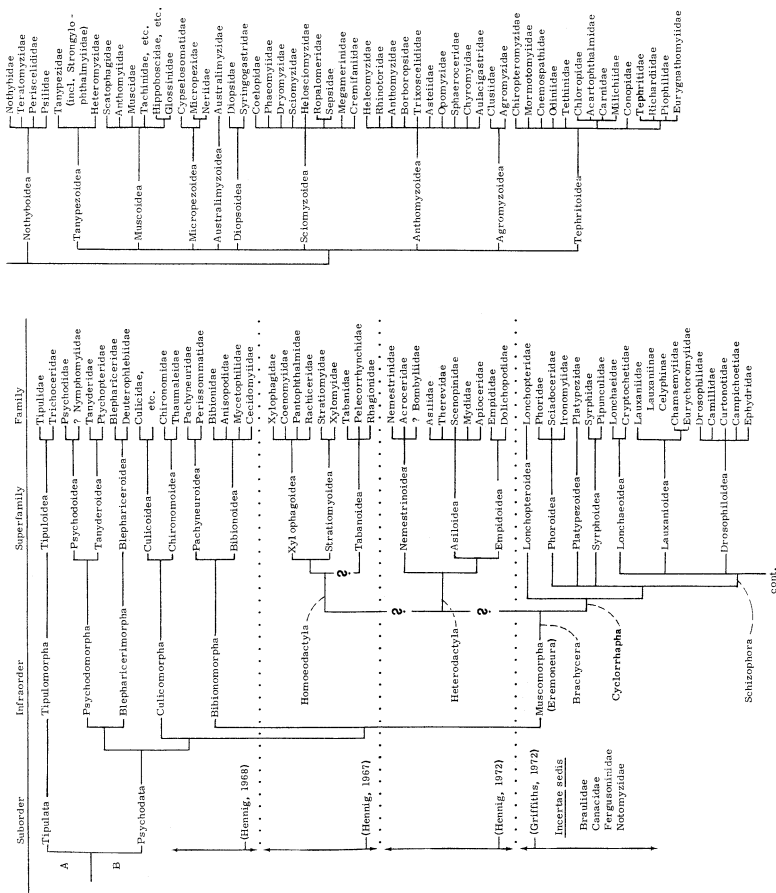 Suborder
Infraorder
Superfamily
Family
A
B
Tipulata
Tipulomorpha
Tipuloidea
Tipulidae
Trichoceridae
Psychodata
Psychodomorpha
Psychodoidea
Psychodidae
? Nymphomyiidae
Tanyderoidea
Tanyderidae
Ptychopteridae
Blephariceridae
Blepharicerimorpha
Blephariceroidea
Deuterophlebiidae
Culicomorpha
Culicoidea
Culicidae,
etc.
Chironomoidea
Chironomidae
Thaumaleidae
Bibionomorpha
Pachyneuroidea
Pachyneuridae
Perissommatidae
Bibionoidea
Bibionidae
Anisopodidae
Mycetophilidae
Cecidomyiidae
(Hennig, 1968)
Homoeodactyla
Xylophagoidea
Xylophagidae
Coenomyiidae
Pantophthalmidae
Rachiceridae
Stratiomyoidea
Stratiomyidae
Xylomyidae
Tabanoidea
Tabanidae
Pelecorrhynchidae
Rhagionidae
?
(Hennig, 1967)
Heterodactyla
Nemestrinoidea
Nemestrinidae
Acroceridae
? Bombyliidae
Asiloidea
Asilidae
Therevidae
Scenopinidae
Mydidae
Apioceridae
Empidoidea
Empididae
Dolichopodidae
?
?
(Hennig, 1972)
Muscomorpha
(Eremoneura)
Brachycera
Cyclorrhapha
Schizophora
Lonchopteroidea
Lonchopteridae
Phoroidea
Phoridae
Sciadoceridae
Ironomyiidae
Platypezoidea
Platypezidae
Syrphoidea
Syrphidae
Pipunculidae
Lonchaeoidea
Lonchaeidae
Cryptochetidae
Lauxanioidea
Lauxaniidae
Lauxaniinae
Celyphinae
Chamaemyiidae
Eurychoromyiidae
Drosophiloidea
Drosophilidae
Camillidae
Curtonotidae
Campichoetidae
Ephydridae
cont.
(Griffiths, 1972)
Incertae sedis
Braulidae
Canacidae
Fergusoninidae
Notomyzidae
Nothyboidea
Nothybidae
Teratomyzidae
Periscelididae
Psilidae
Tanypezoidea
Tanypezidae
(incl. Strongylo-
phthalmyiidae)
Heteromyzidae
Muscoidea
Scatophagidae
Anthomyiidae
Muscidae
Tachinidae, etc.
Hippoboscidae, etc.
Glossinidae
Micropezoidea
Cypselosomatidae
Micropezidae
Neriidae
Australimyzoidea
Australimyzidae
Diopsoidea
Diopsidae
Syringogastridae
Sciomyzoidea
Coelopidae
Phaeomyiidae
Dryomyzidae
Sciomyzidae
Helosciomyzidae
Ropalomeridae
Sepsidae
Megamerinidae
Cremifaniidae
Anthomyzoidea
Heleomyzidae
Rhinotoridae
Anthomyzidae
Borboropsidae
Trixoscelididae
Asteiidae
Opomyzidae
Sphaeroceridae
Chyromyidae
Aulacigastridae
Agromyzoidea
Clusiidae
Agromyzidae
Chiropteromyzidae
Mormotomyiidae
Cnemospathidae
Odiniidae
Tephritoidea
Tethinidae
Chloropidae
Acartophthalmidae
Carnidae
Milichiidae
Conopidae
Tephritidae
Richardiidae
Piophilidae
Eurygnathomyiidae